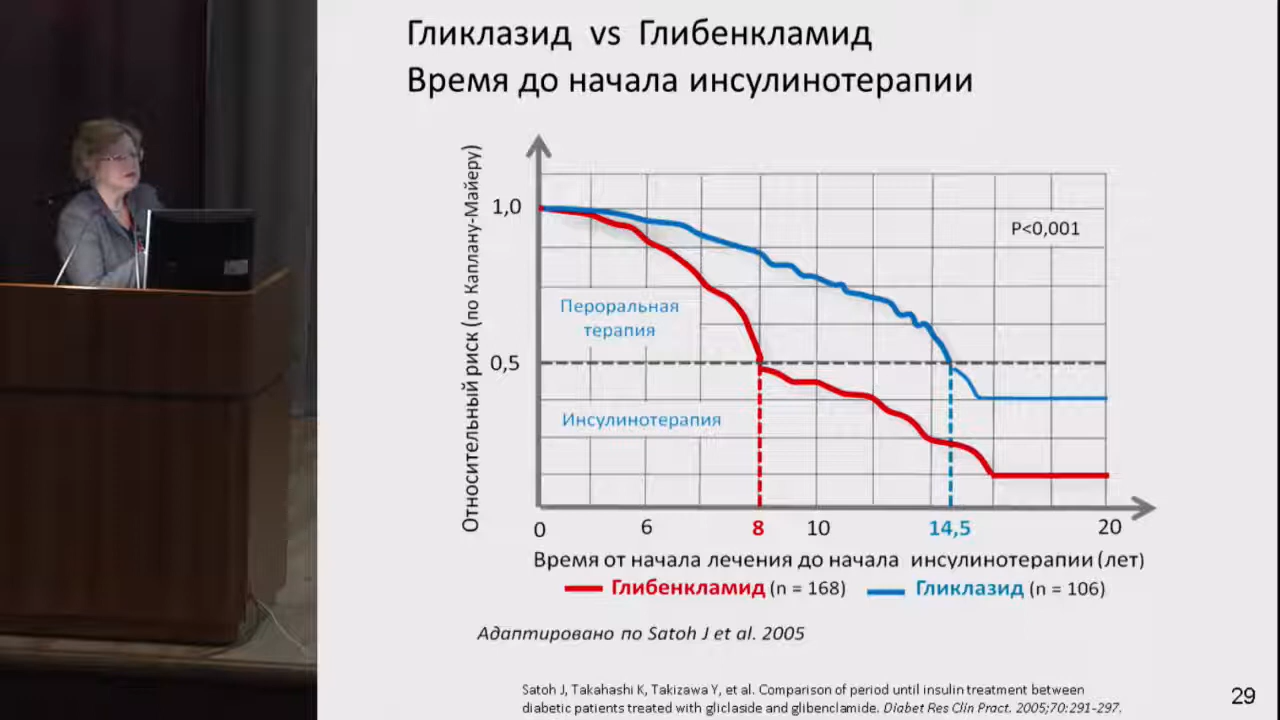 Гликлазид vs Глибенкламид
Время до начала инсулинотерапии
Относительный риск (по Каплану-Майеру)
1,0
P<0,001
Пероральная
терапия
0,5
Инсулинотерапия
0
6
8
10
14,5
20
Время от начала лечения до начала инсулинотерапии (лет)
Глибенкламид (n = 168)
Гликлазид (n = 106)
Адаптировано по Satoh J et al. 2005
Satoh J, Takahashi K, Takizawa Y, et al. Comparison of period until insulin treatment between
diabetic patients treated with gliclaside and glibenclamide. Diabet Res Clin Pract. 2005;70:291-297.
29